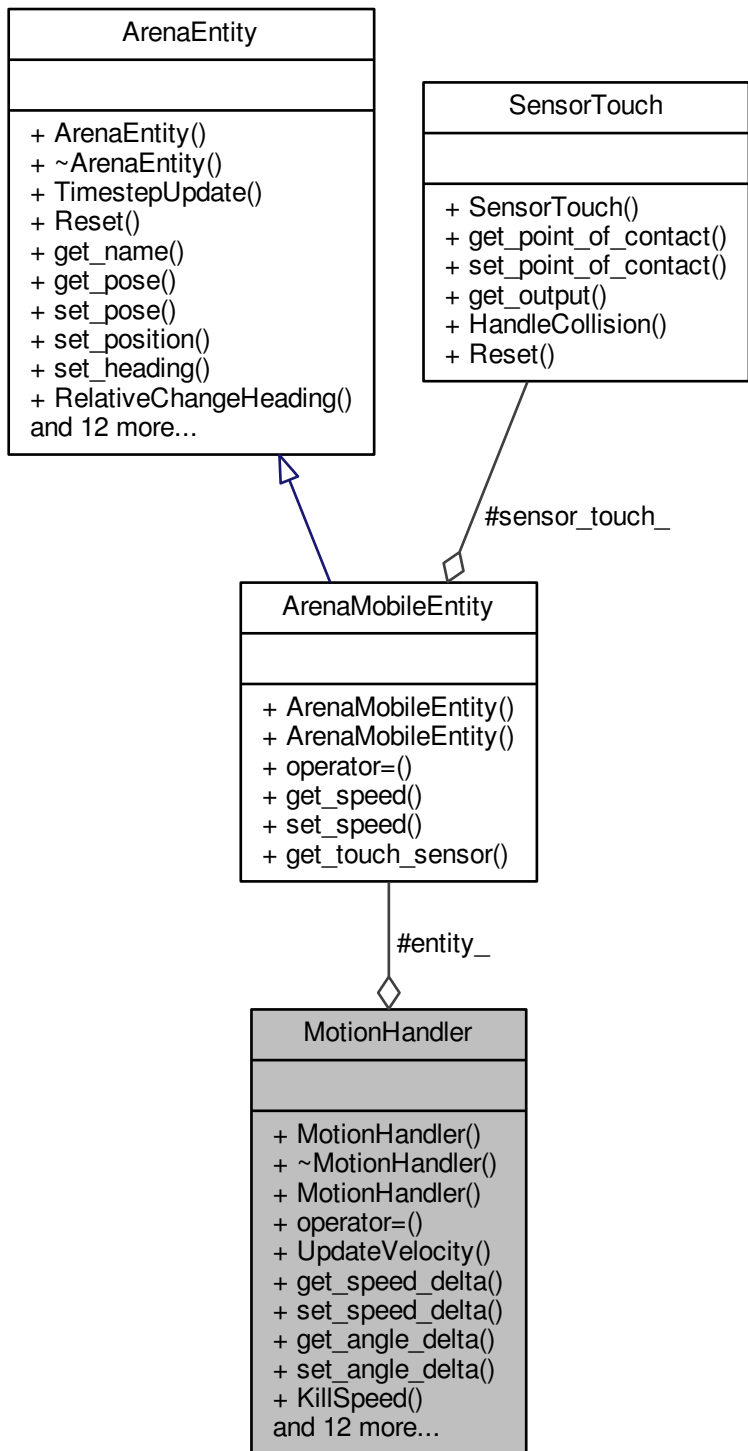 ArenaEntity
+ ArenaEntity()
+ ~ArenaEntity()
+ TimestepUpdate()
+ Reset()
+ get_name()
+ get_pose()
+ set_pose()
+ set_position()
+ set_heading()
+ RelativeChangeHeading()
and 12 more...
SensorTouch
+ SensorTouch()
+ get_point_of_contact()
+ set_point_of_contact()
+ get_output()
+ HandleCollision()
+ Reset()
#sensor_touch_
ArenaMobileEntity
+ ArenaMobileEntity()
+ ArenaMobileEntity()
+ operator=()
+ get_speed()
+ set_speed()
+ get_touch_sensor()
#entity_
MotionHandler
+ MotionHandler()
+ ~MotionHandler()
+ MotionHandler()
+ operator=()
+ UpdateVelocity()
+ get_speed_delta()
+ set_speed_delta()
+ get_angle_delta()
+ set_angle_delta()
+ KillSpeed()
and 12 more...